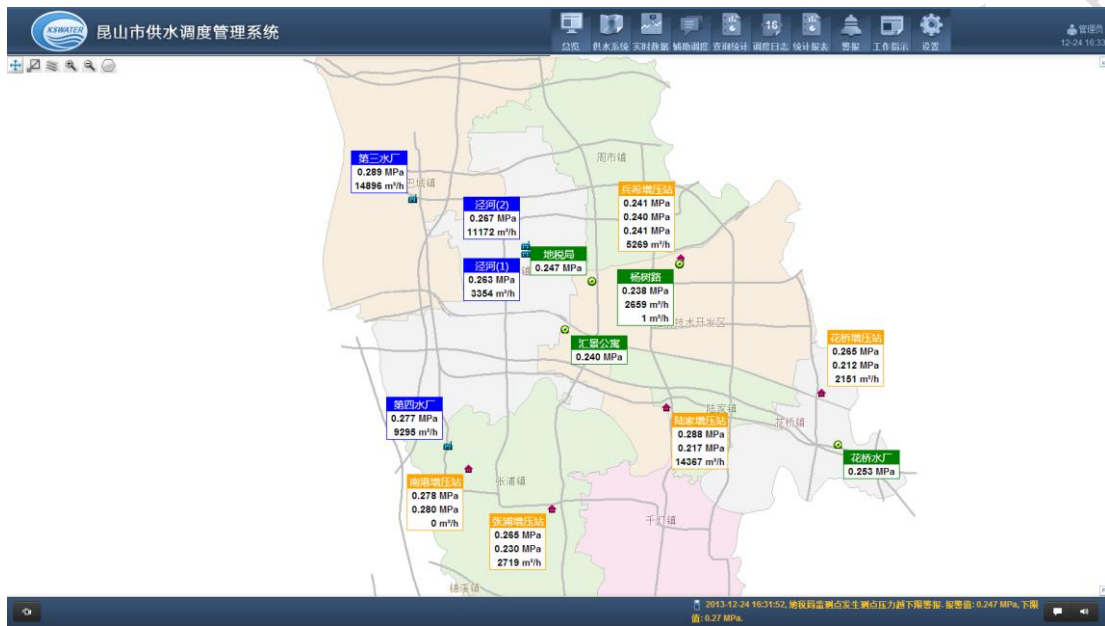 KSWATER
昆山市供水调度管理系统
总览
供水系统
实时数据
辅助调度
查询统计
16
调度日志
统计报表
警报
工作指示
设置
管理员
12-24 16:33
周市镇
第三水厂
0.289 MPa
14896 m³/h
巴城镇
泾河(2)
0.267 MPa
11172 m³/h
兵希增压站
0.241 MPa
0.240 MPa
0.241 MPa
5269 m³/h
地税局
0.247 MPa
泾河(1)
0.263 MPa
3354 m³/h
镇
杨树路
0.238 MPa
2659 m³/h
1 m³/h
技术开发区
汇景公寓
0.240 MPa
花桥增压站
0.265 MPa
0.212 MPa
2151 m³/h
第四水厂
0.277 MPa
9295 m³/h
陆家镇
陆家增压站
0.288 MPa
0.217 MPa
14367 m³/h
花桥镇
花桥水厂
0.253 MPa
南港增压站
0.278 MPa
0.280 MPa
0 m³/h
张浦镇
张浦增压站
0.265 MPa
0.230 MPa
2719 m³/h
千灯镇
2013-12-24 16:31:52, 地税局监测点发生测点压力越下限警报. 报警值: 0.247 MPa, 下限
值: 0.27 MPa.